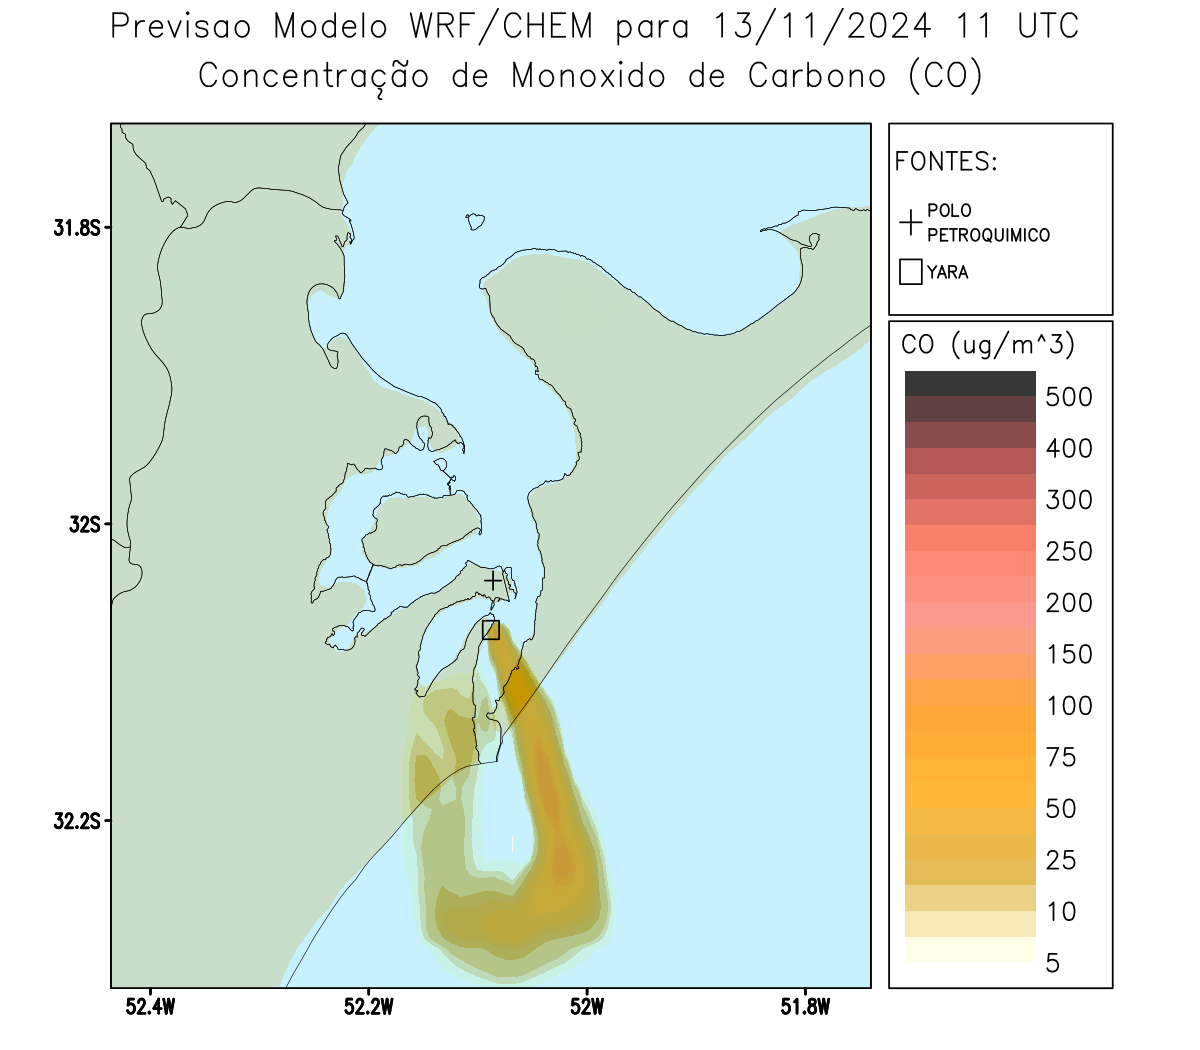 Previsao Modelo WRF/CHEM para 13/11/2024 11 UTC
Concentração de Monoxido de Carbono (CO)
FONTES:
POLO
PETROQUIMICO
YARA
CO (ug/m^3)
500
400
300
250
200
150
100
75
50
25
10
5
31.8S
32S
32.2S
52.4W
52.2W
52W
51.8W